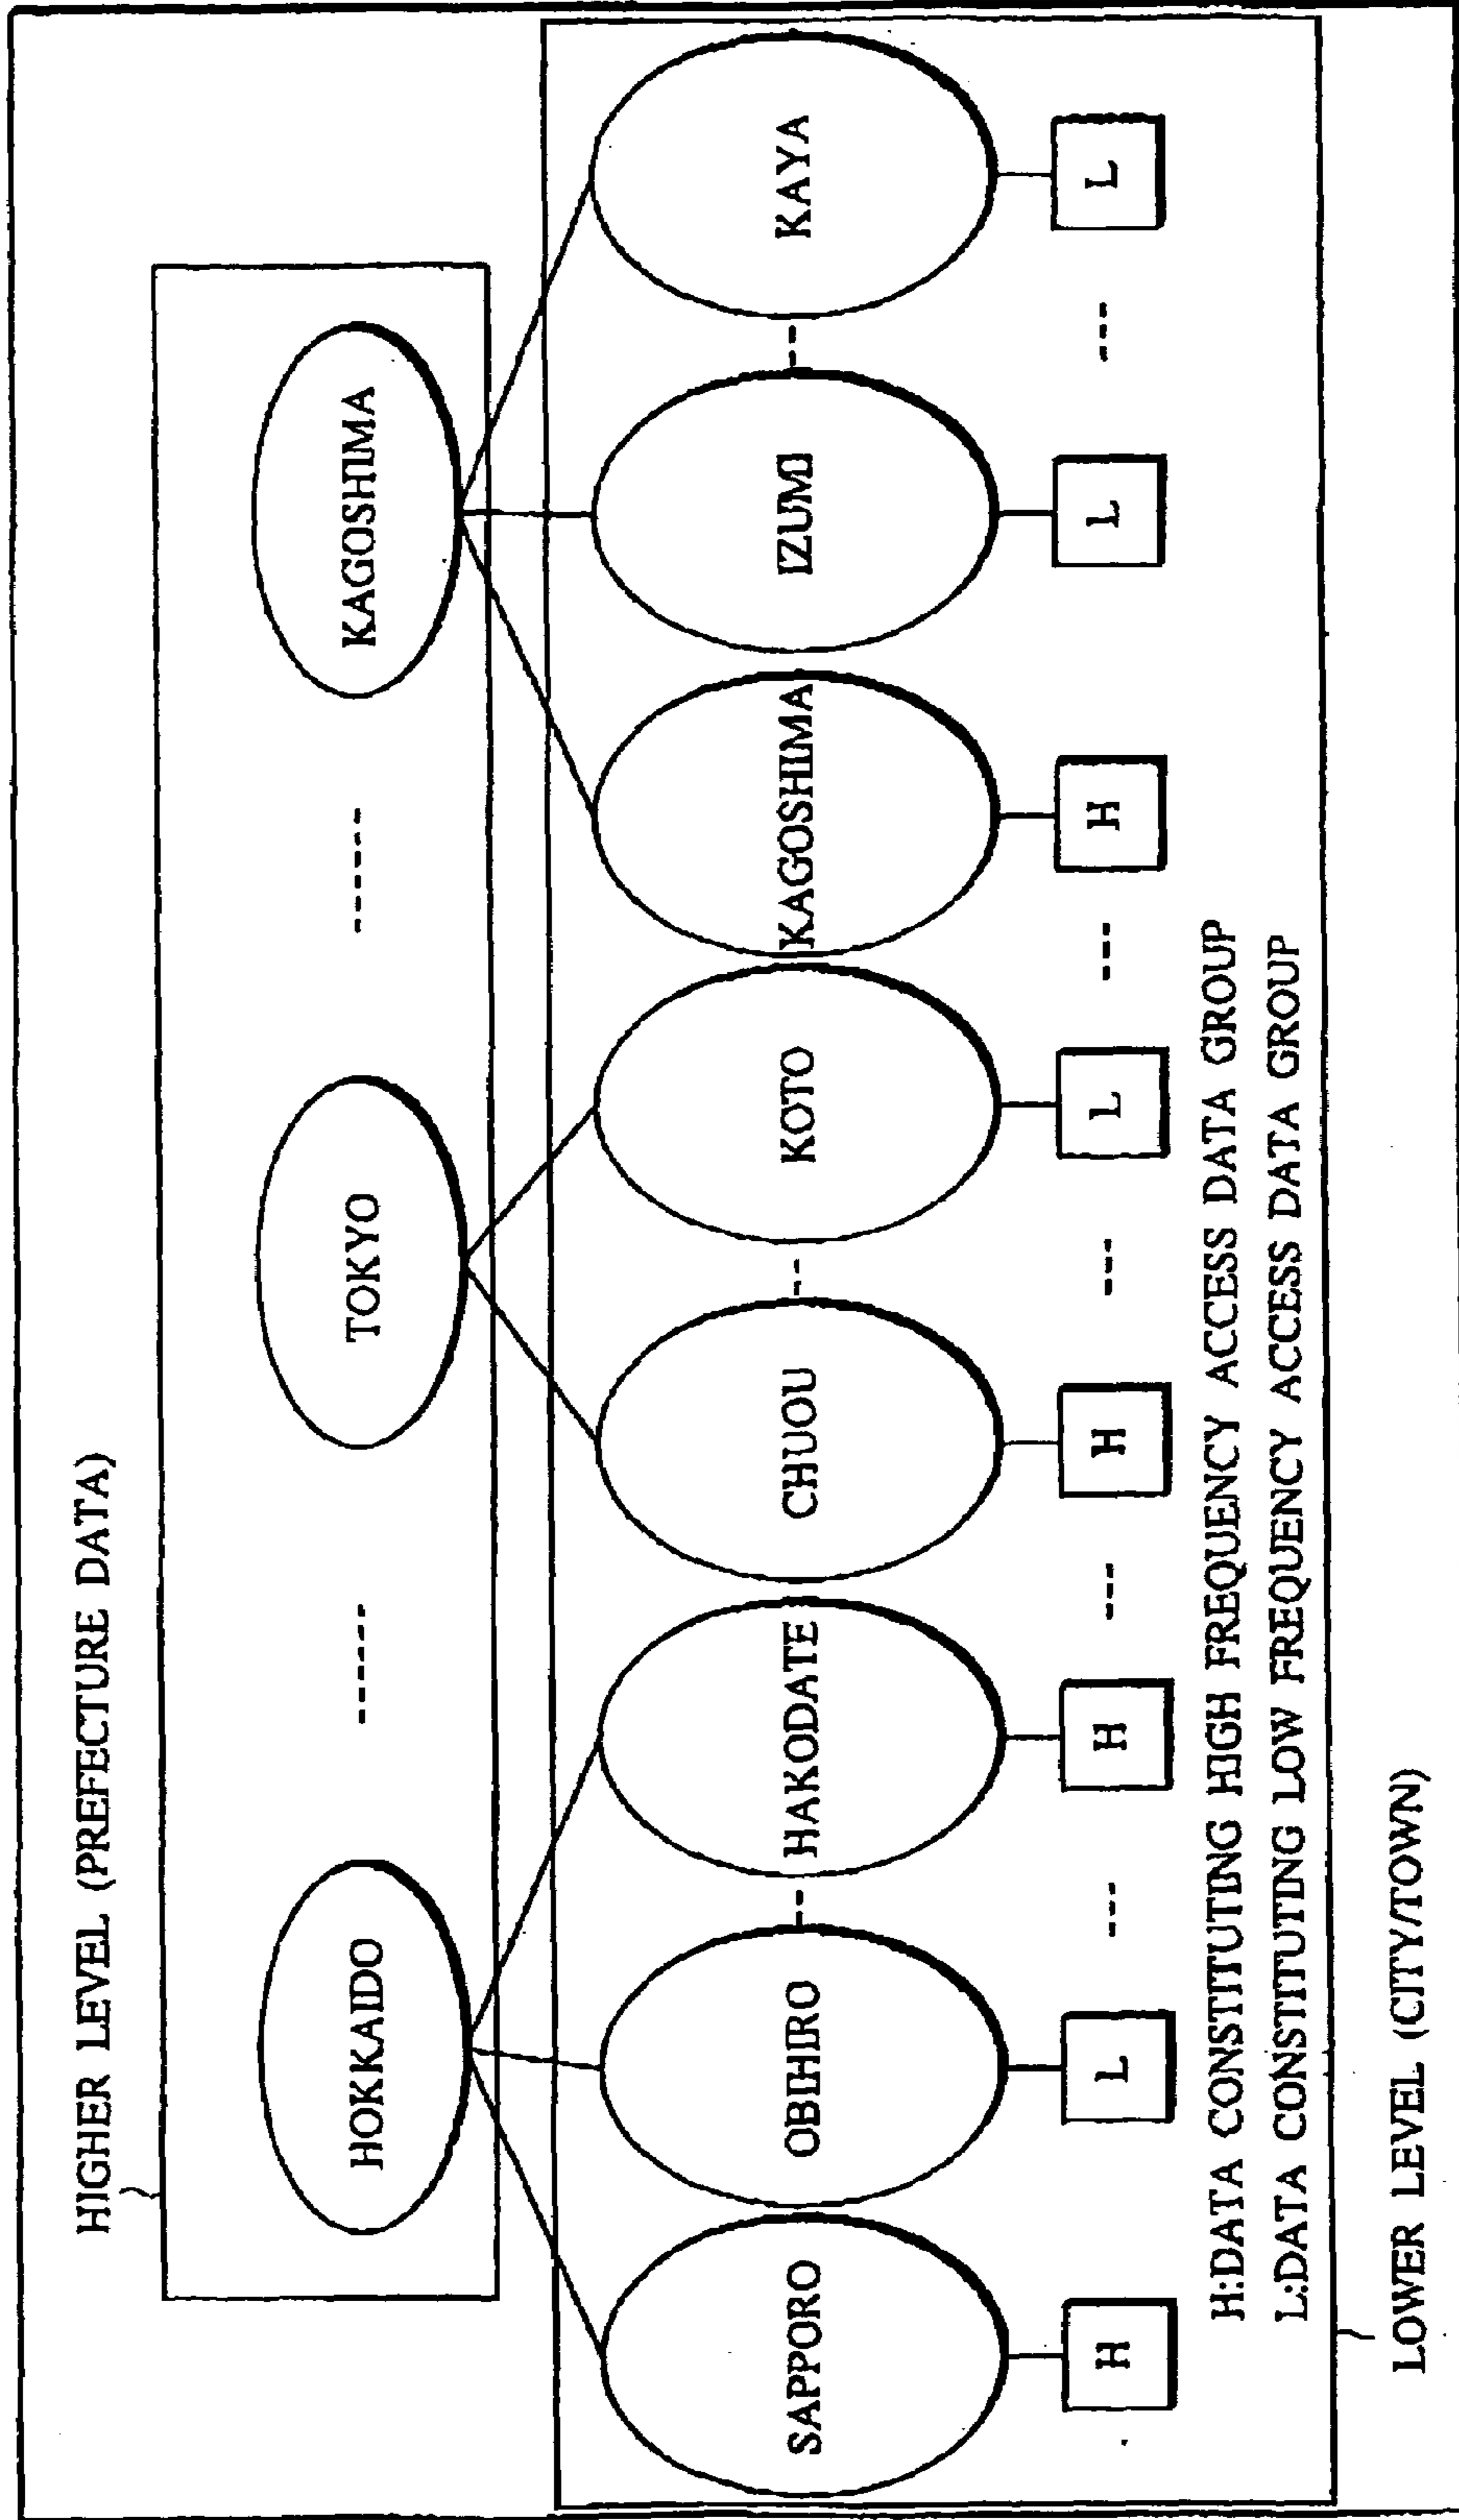 HIGHER LEVEL (PREFECTURE DATA)
HOKKAIDO ------ TOKYO ------ KAGOSHIMA
SAPPORO OBIHIRO -- HAKODATE CHUOU -- KOTO KAGOSHIMA IZUMI -- KAYA
H L --- H --- H --- L --- H L --- L
H:DATA CONSTITUTING HIGH FREQUENCY ACCESS DATA GROUP
L:DATA CONSTITUTING LOW FREQUENCY ACCESS DATA GROUP
LOWER LEVEL (CITY/TOWN)